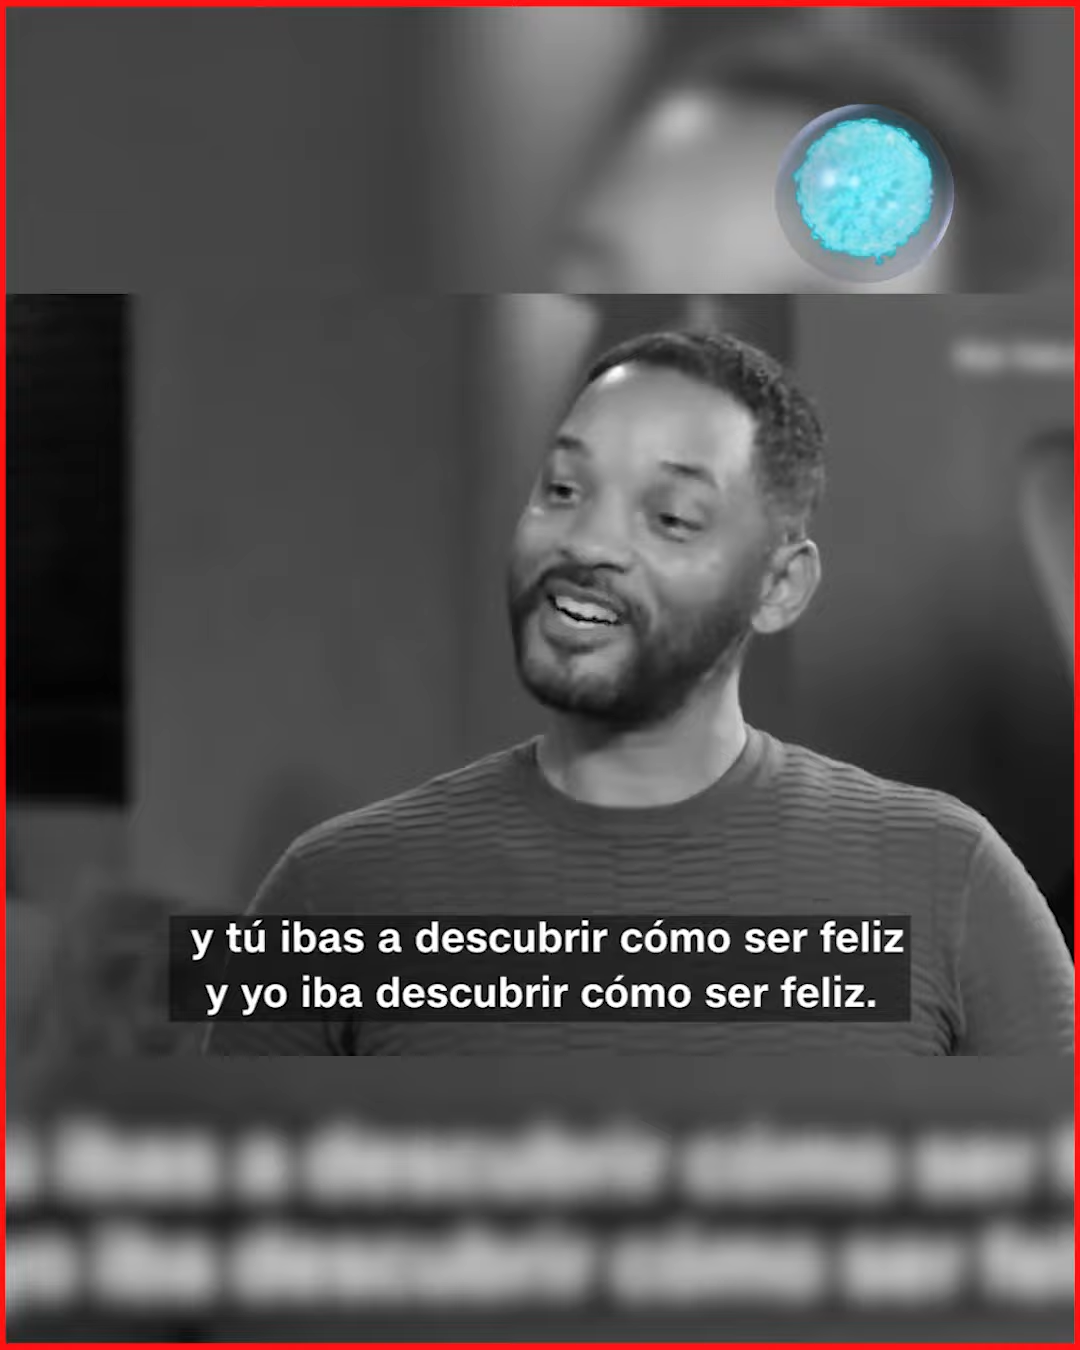 y tú ibas a descubrir cómo ser feliz
y yo iba descubrir cómo ser feliz.